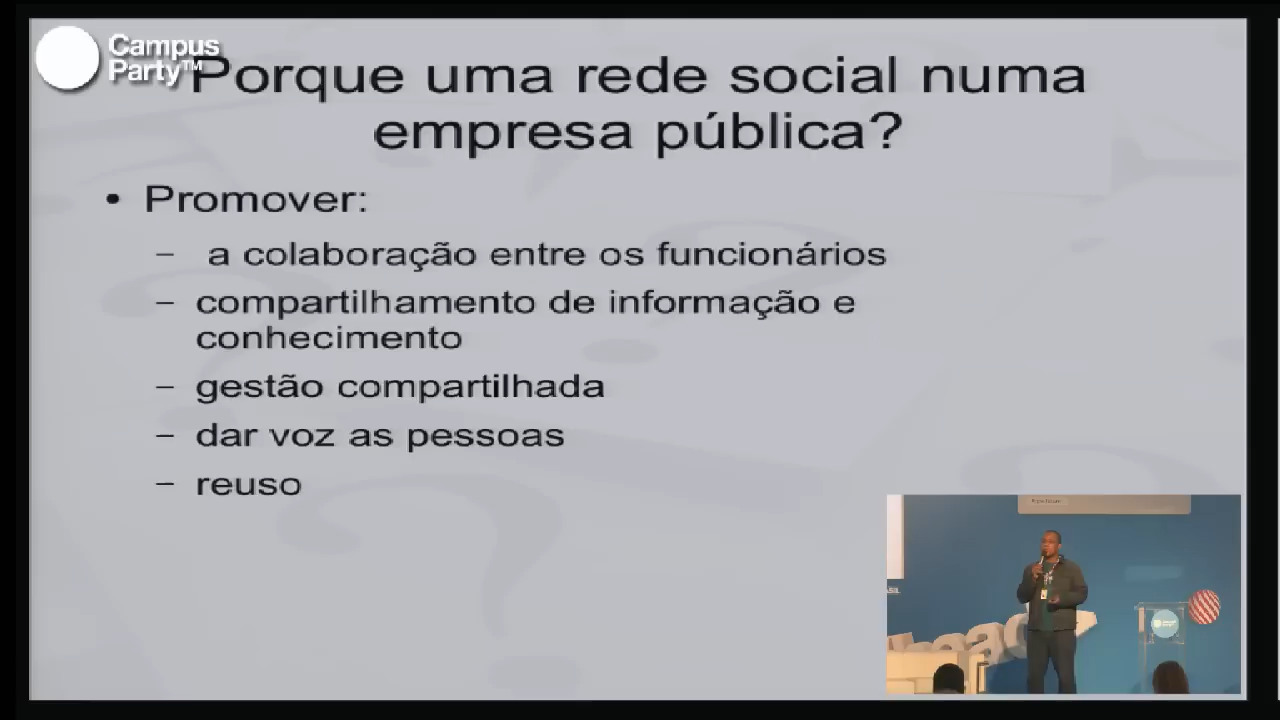 Campus
Party™
Porque uma rede social numa
empresa pública?
• Promover:
– a colaboração entre os funcionários
– compartilhamento de informação e
conhecimento
– gestão compartilhada
– dar voz as pessoas
– reuso